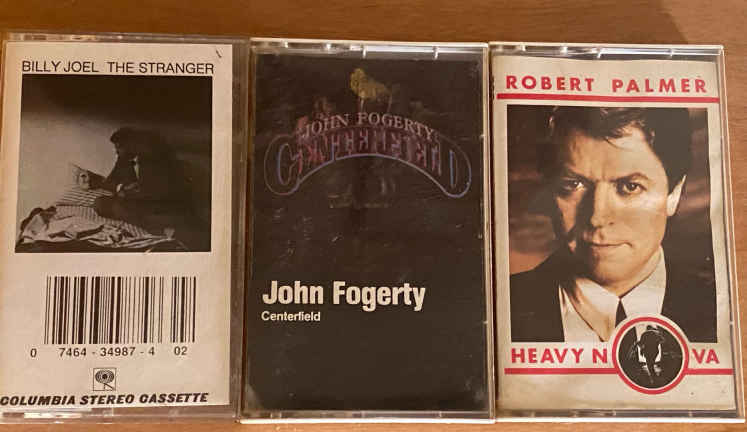 BILLY JOEL THE STRANGER
0 7464-34987-4 02
COLUMBIA STEREO CASSETTE
JOHN FOGERTY
CENTERFIELD
John Fogerty
Centerfield
ROBERT PALMER
HEAVY NOVA